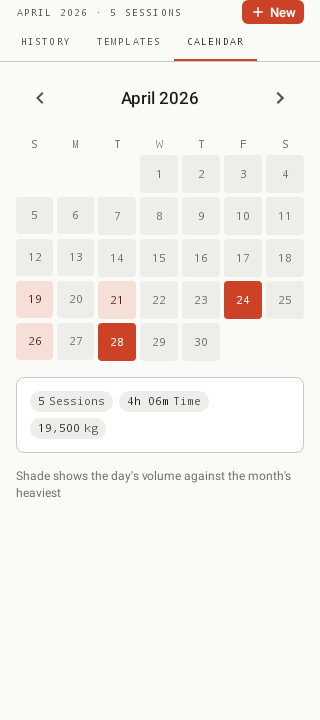 APRIL 2026 · 5 SESSIONS
+ New
HISTORY TEMPLATES CALENDAR
April 2026
S M T W T F S
1 2 3 4
5 6 7 8 9 10 11
12 13 14 15 16 17 18
19 20 21 22 23 24 25
26 27 28 29 30
5 Sessions 4h 06m Time
19,500 kg
Shade shows the day's volume against the month's
heaviest